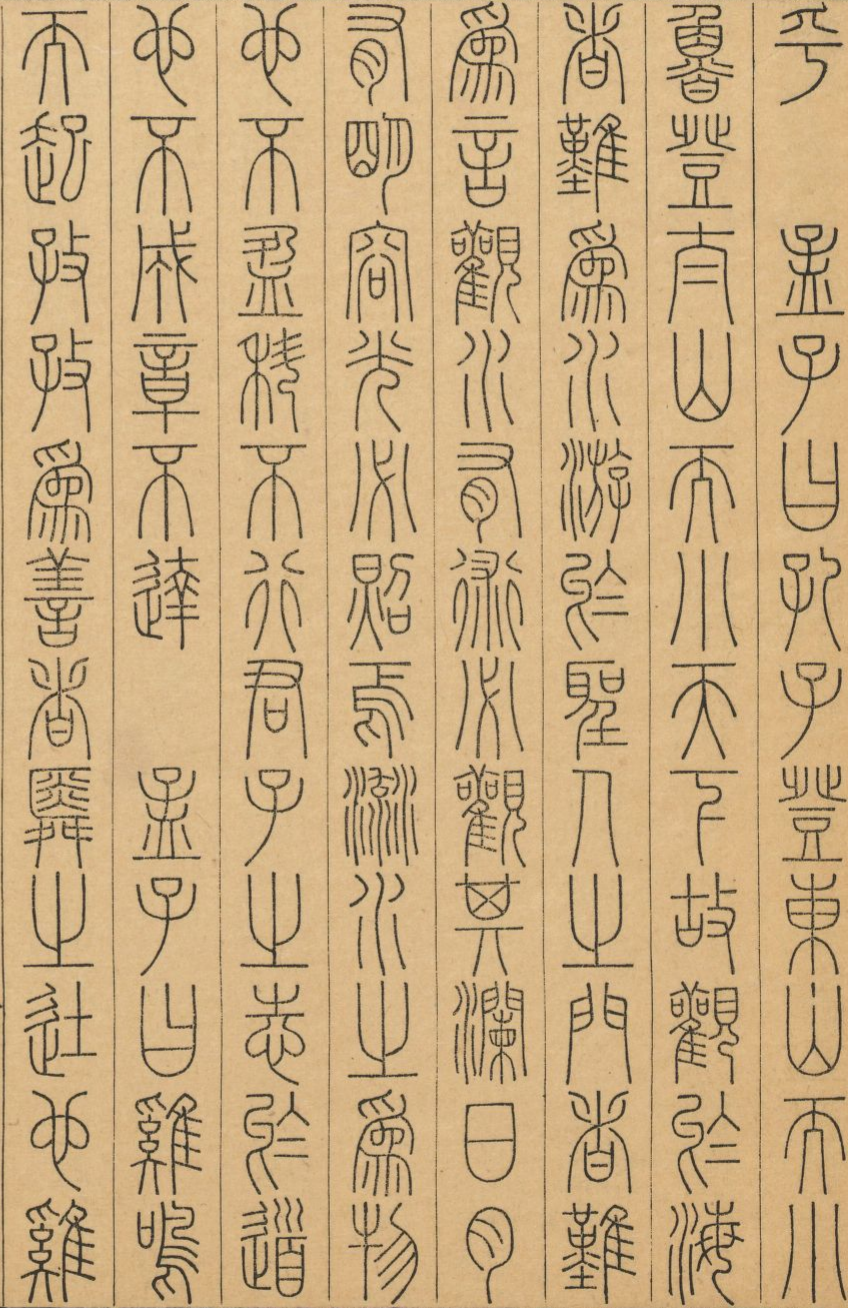 乎　孟子曰孔子登東山而小
魯登太山而小天下故觀於海
者難爲水游於聖人之門者難
爲言觀水有術必觀其瀾日月
有明容光必照焉流水之爲物
也不盈科不行君子之志於道
也不成章不達　孟子曰雞鳴
而起孜孜爲善者舜之徒也雞